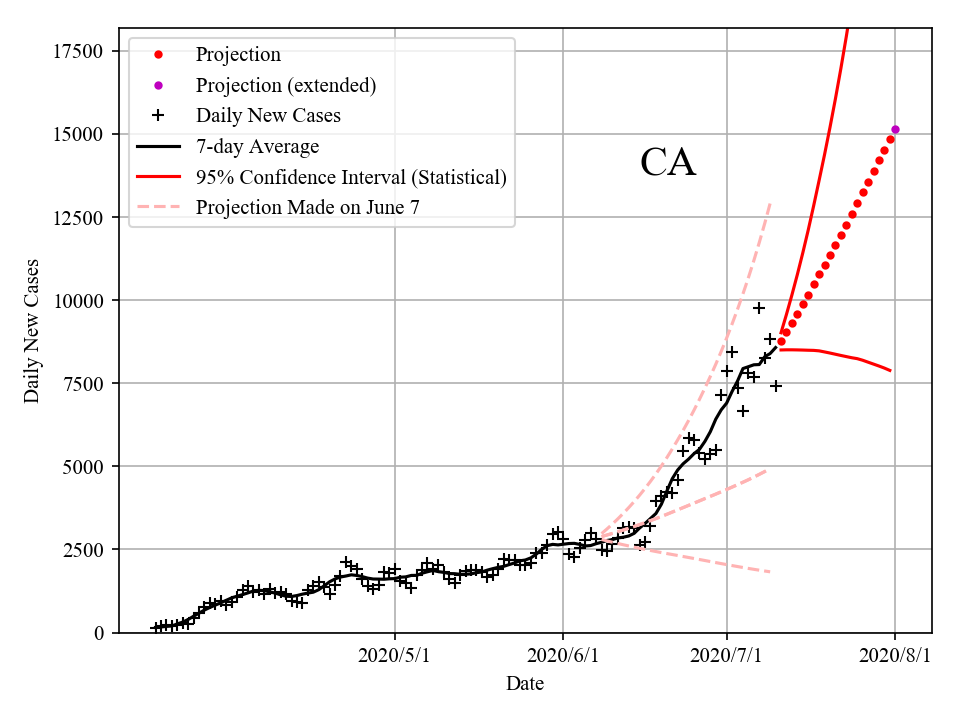 17500
15000
12500
10000
7500
5000
2500
0
Daily New Cases
Projection
Projection (extended)
Daily New Cases
7-day Average
95% Confidence Interval (Statistical)
Projection Made on June 7
CA
2020/5/1 2020/6/1 2020/7/1 2020/8/1
Date